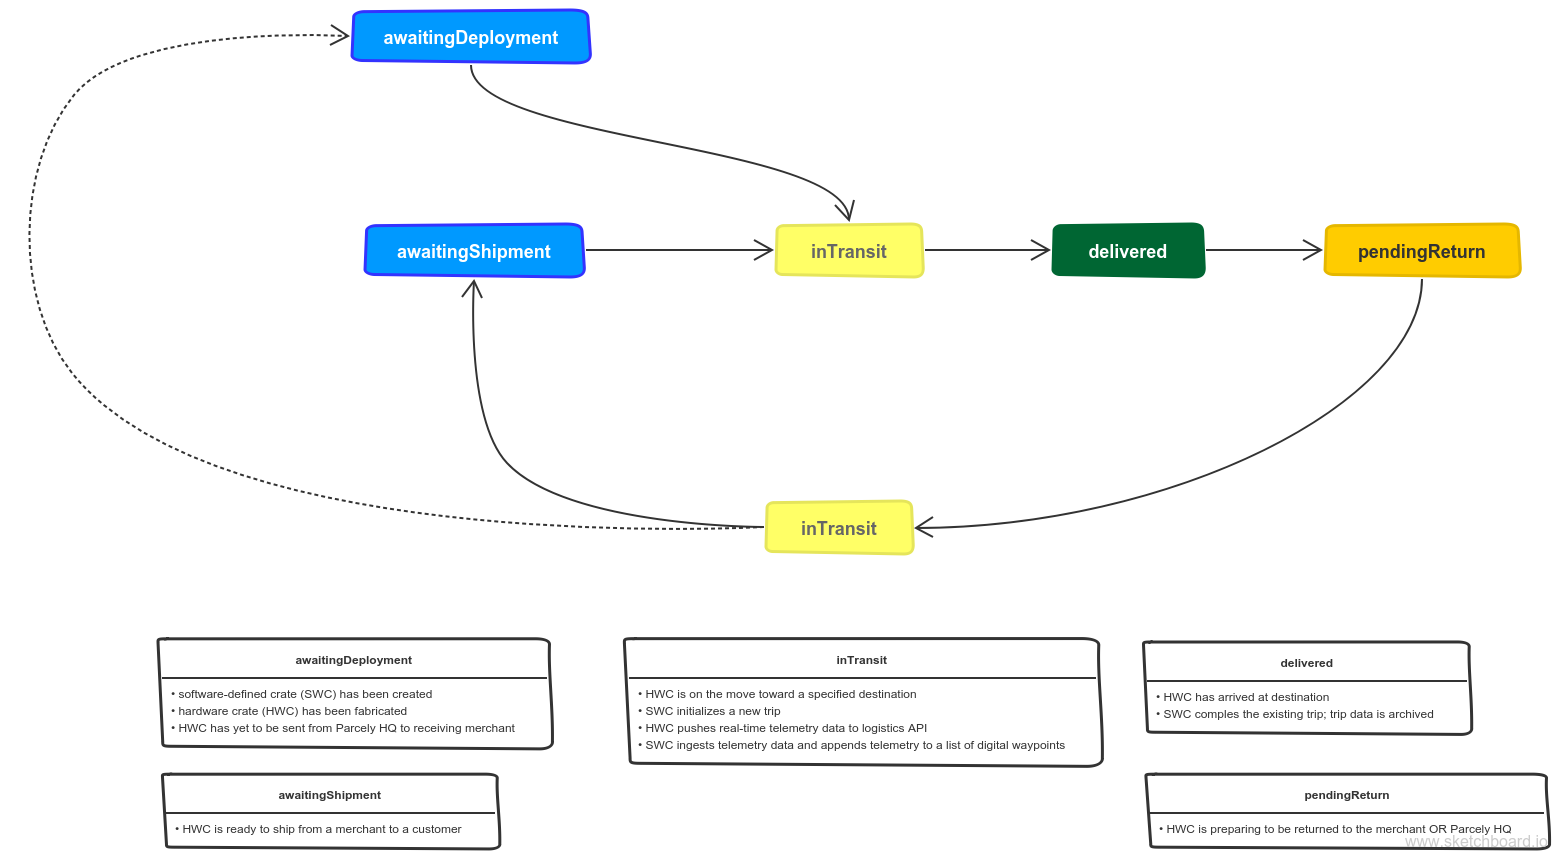 awaitingDeployment
awaitingShipment
inTransit
delivered
pendingReturn
inTransit
awaitingDeployment
• software-defined crate (SWC) has been created
• hardware crate (HWC) has been fabricated
• HWC has yet to be sent from Parcely HQ to receiving merchant
inTransit
• HWC is on the move toward a specified destination
• SWC initializes a new trip
• HWC pushes real-time telemetry data to logistics API
• SWC ingests telemetry data and appends telemetry to a list of digital waypoints
delivered
• HWC has arrived at destination
• SWC comples the existing trip; trip data is archived
awaitingShipment
• HWC is ready to ship from a merchant to a customer
pendingReturn
• HWC is preparing to be returned to the merchant OR Parcely HQ
www.sketchboard.io